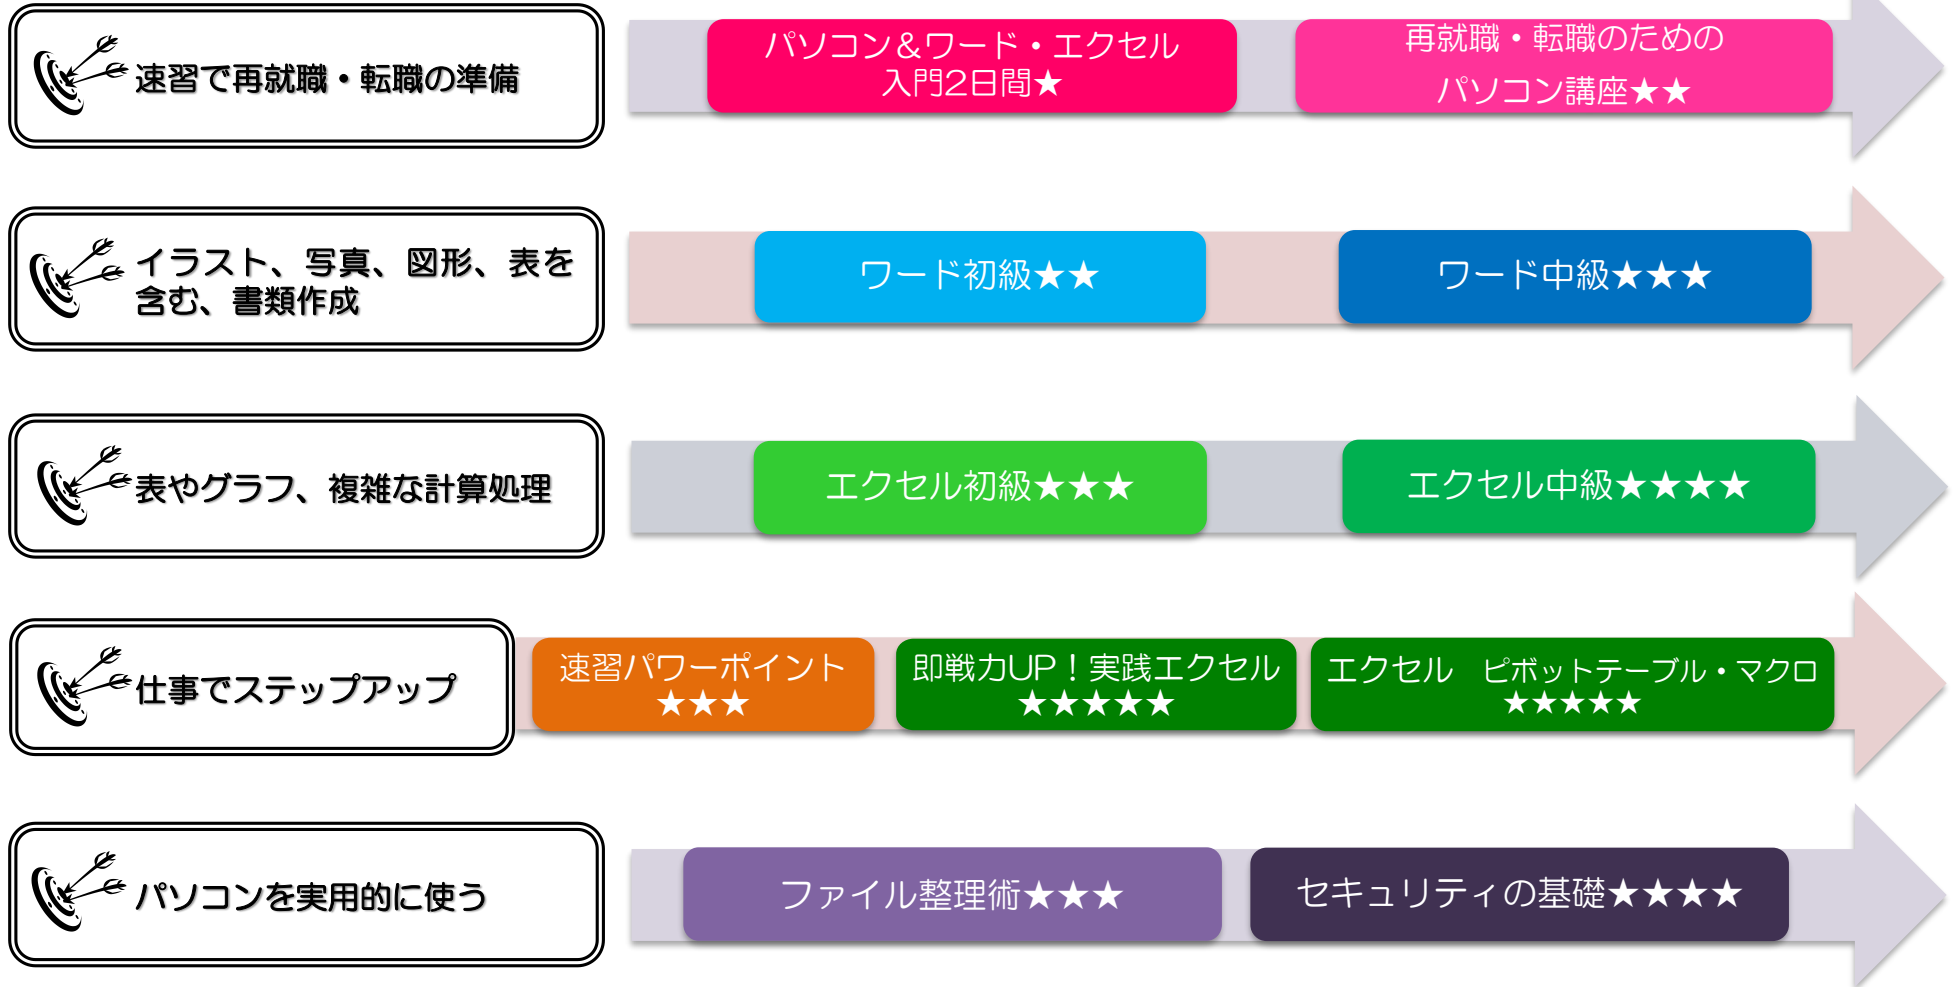 速習で再就職・転職の準備
パソコン＆ワード・エクセル
入門2日間★
再就職・転職のための
パソコン講座★★
イラスト、写真、図形、表を
含む、書類作成
ワード初級★★
ワード中級★★★
表やグラフ、複雑な計算処理
エクセル初級★★★
エクセル中級★★★★
仕事でステップアップ
速習パワーポイント
★★★
即戦力UP！実践エクセル
★★★★★
エクセル　ピボットテーブル・マクロ
★★★★★
パソコンを実用的に使う
ファイル整理術★★★
セキュリティの基礎★★★★